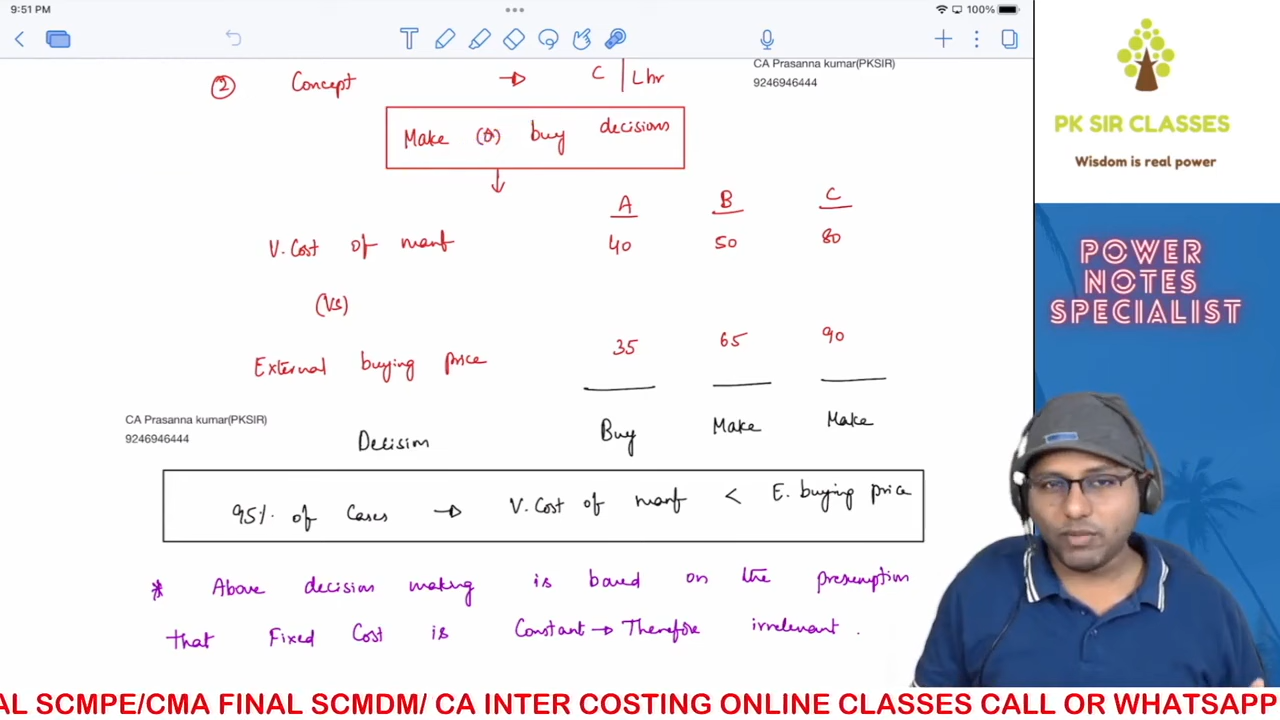 9:51 PM
100%
CA Prasanna kumar(PKSIR)
9246946444
② Concept → C | Lhr
Make (or) buy decisions
A B C
V. Cost of manf 40 50 80
(Vs)
External buying price 35 65 90
CA Prasanna kumar(PKSIR)
9246946444
Decision Buy Make Make
95% of Cases → V. Cost of manf < E. buying price
* Above decision making is based on the presumption
that Fixed Cost is Constant → Therefore irrelevant.
PK SIR CLASSES
Wisdom is real power
POWER
NOTES
SPECIALIST
AL SCMPE/CMA FINAL SCMDM/ CA INTER COSTING ONLINE CLASSES CALL OR WHATSAPP